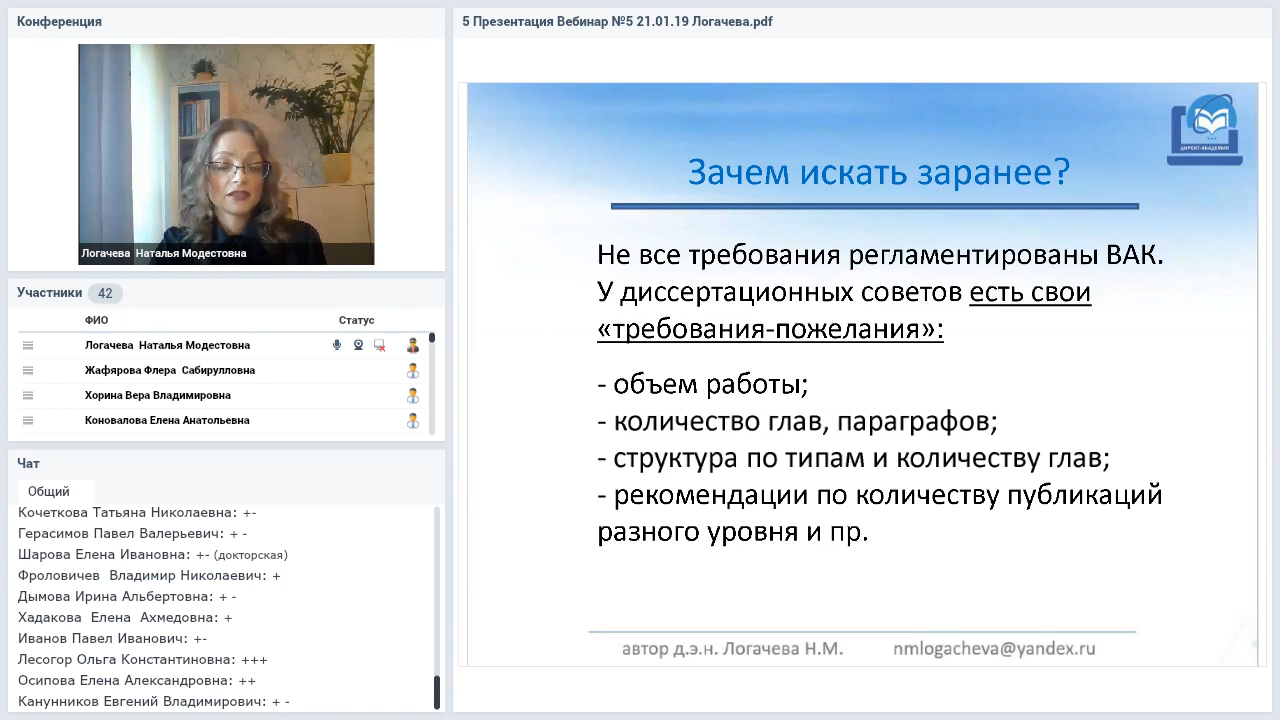 Конференция
Логачева Наталья Модестовна
Участники 42
ФИО Статус
Логачева Наталья Модестовна
Жафярова Флера Сабирулловна
Хорина Вера Владимировна
Коновалова Елена Анатольевна
Чат
Общий
Кочеткова Татьяна Николаевна: +-
Герасимов Павел Валерьевич: + -
Шарова Елена Ивановна: +- (докторская)
Фроловичев Владимир Николаевич: +
Дымова Ирина Альбертовна: + -
Хадакова Елена Ахмедовна: +
Иванов Павел Иванович: +-
Лесогор Ольга Константиновна: +++
Осипова Елена Александровна: ++
Канунников Евгений Владимирович: + -
5 Презентация Вебинар №5 21.01.19 Логачева.pdf
ДИРЕКТ-АКАДЕМИЯ
Зачем искать заранее?
Не все требования регламентированы ВАК.
У диссертационных советов есть свои
«требования-пожелания»:
- объем работы;
- количество глав, параграфов;
- структура по типам и количеству глав;
- рекомендации по количеству публикаций
разного уровня и пр.
автор д.э.н. Логачева Н.М. nmlogacheva@yandex.ru